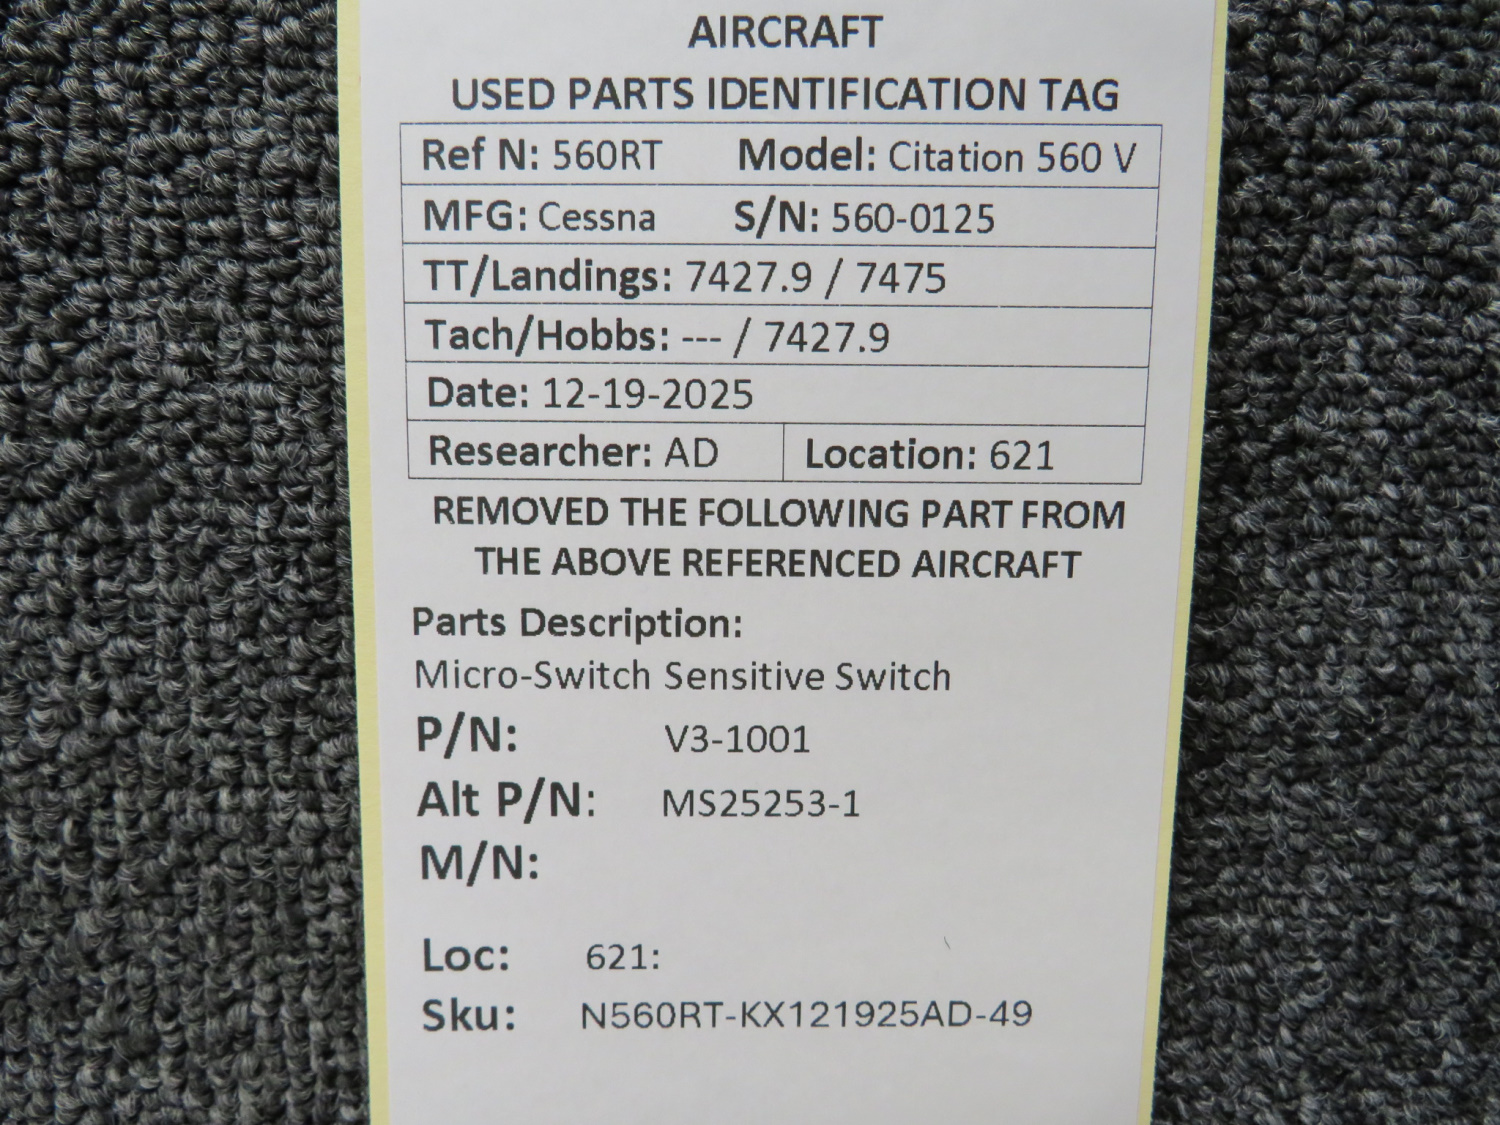 AIRCRAFT
USED PARTS IDENTIFICATION TAG
Ref N: 560RT Model: Citation 560 V
MFG: Cessna S/N: 560-0125
TT/Landings: 7427.9 / 7475
Tach/Hobbs: --- / 7427.9
Date: 12-19-2025
Researcher: AD Location: 621
REMOVED THE FOLLOWING PART FROM
THE ABOVE REFERENCED AIRCRAFT
Parts Description:
Micro-Switch Sensitive Switch
P/N: V3-1001
Alt P/N: MS25253-1
M/N:
Loc: 621:
Sku: N560RT-KX121925AD-49